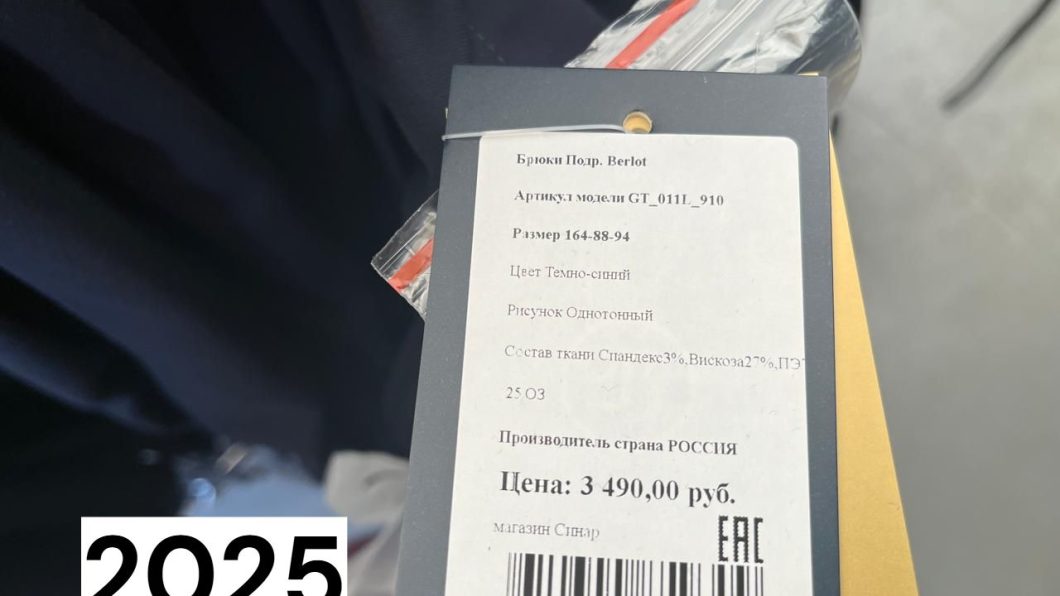 Брюки Подр. Berlot
Артикул модели GT_011L_910
Размер 164-88-94
Цвет Темно-синий
Рисунок Однотонный
Состав ткани Спандекс3%,Вискоза27%,ПЭ
25 ОЗ
Производитель страна РОССИЯ
Цена: 3 490,00 руб.
магазин Синар
EAC
2025